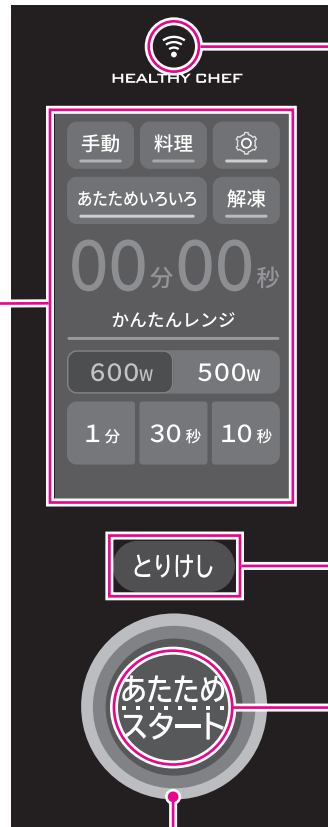 HEALTHY CHEF
手動 料理
あたためいろいろ 解凍
00分00秒
かんたんレンジ
600W 500W
1分 30秒 10秒
とりけし
あたため
スタート